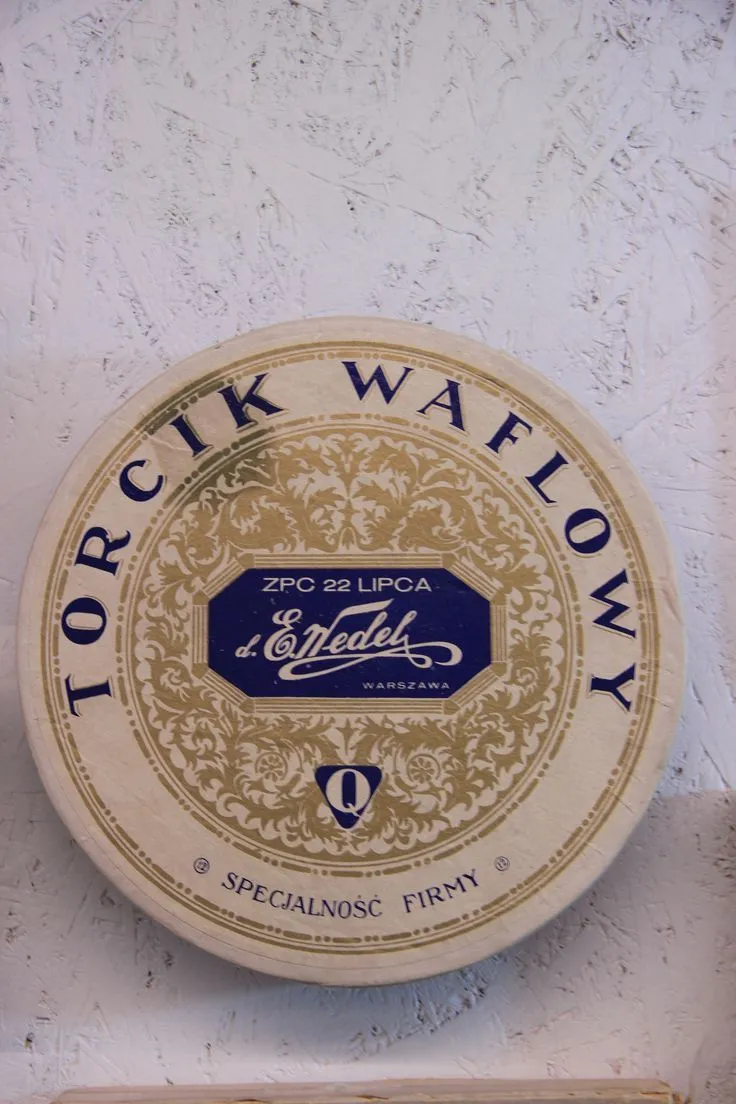 TORCIK WAFLOWY
ZPC 22 LIPCA
d. E.Wedel
WARSZAWA
Q
SPECJALNOŚĆ FIRMY